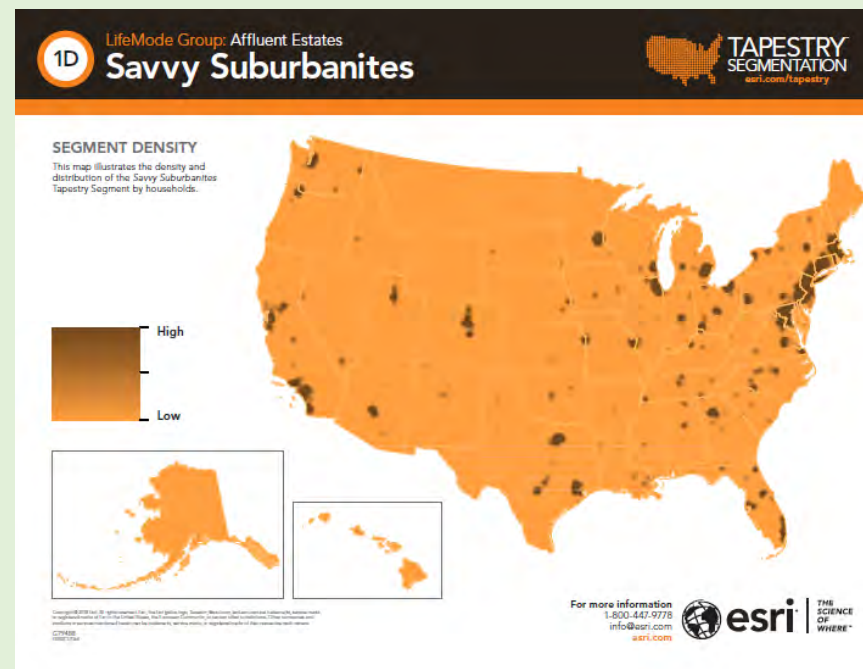 1D
LifeMode Group: Affluent Estates
Savvy Suburbanites
TAPESTRY
SEGMENTATION
esri.com/tapestry
SEGMENT DENSITY
This map illustrates the density and
distribution of the Savvy Suburbanites
Tapestry Segment by households.
High
Low
For more information
1-800-447-9778
info@esri.com
esri.com
esri
THE
SCIENCE
OF
WHERE™